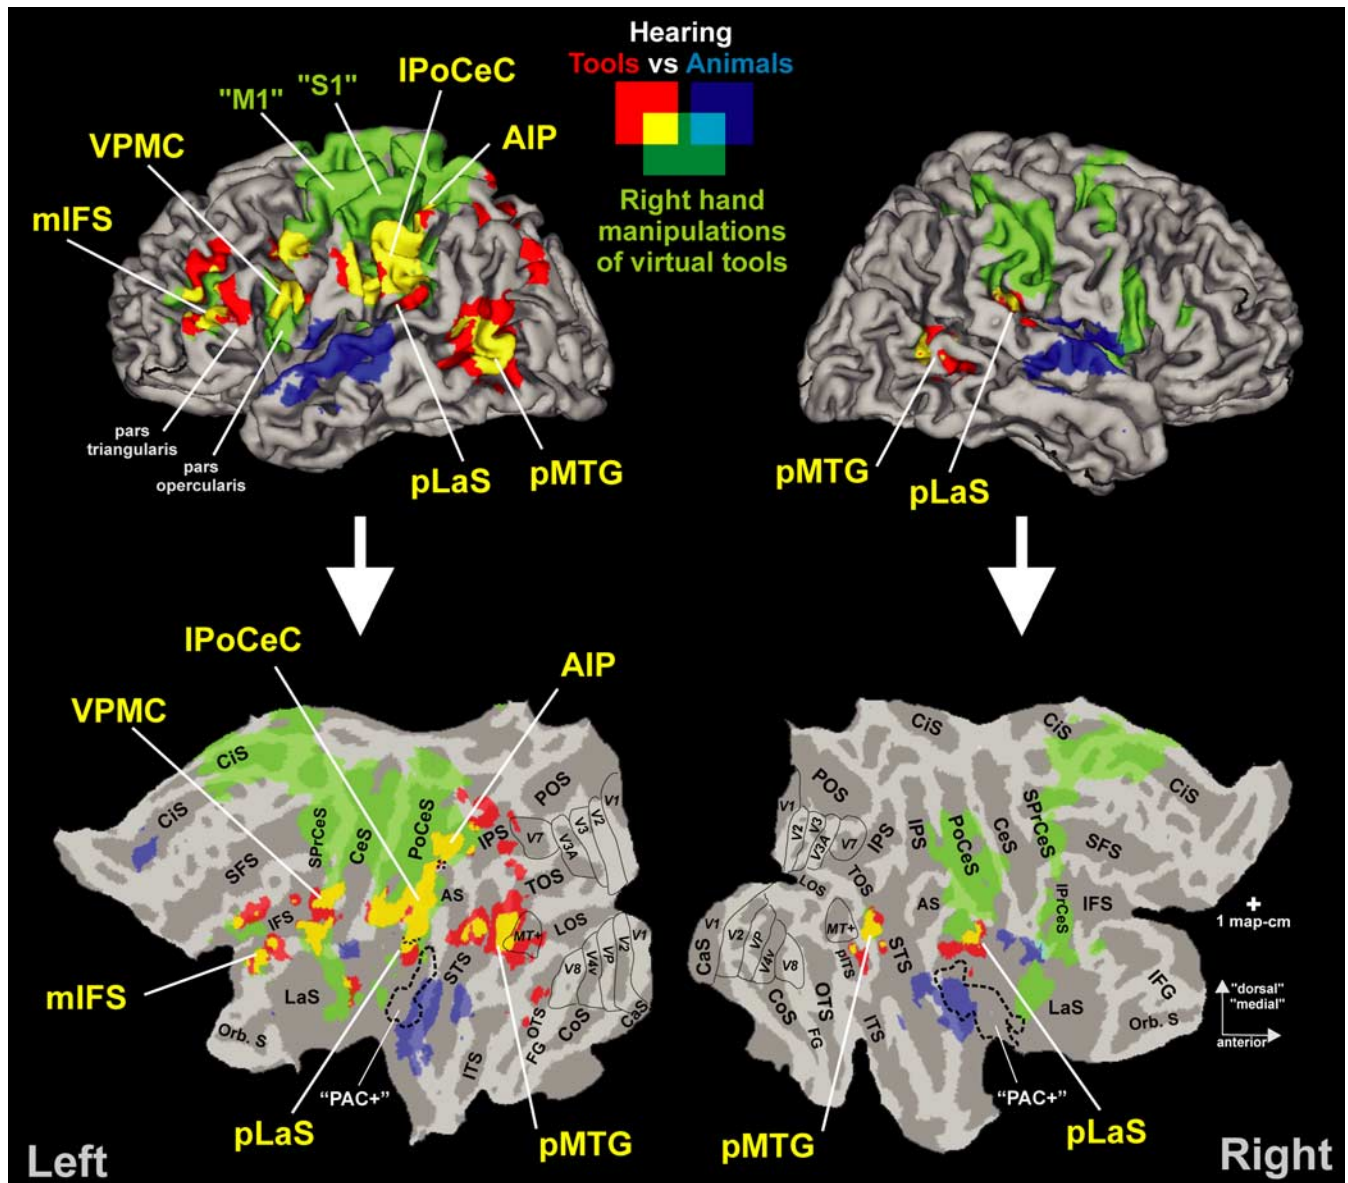 Hearing
Tools vs Animals
"M1"
"S1"
IPoCeC
AIP
VPMC
mIFS
Right hand
manipulations
of virtual tools
pars
triangularis
pars
opercularis
pLaS
pMTG
pMTG
pLaS
IPoCeC
AIP
VPMC
CiS
CiS
SFS
SPrCeS
CeS
PoCeS
IPS
POS
V7
V3A
V3
V2
V1
TOS
AS
IFS
LOS
MT+
STS
V8
V4v
VP
V2
V1
CaS
CoS
OTS
FG
ITS
LaS
Orb. S
mIFS
"PAC+"
pLaS
pMTG
Left
CiS
CiS
CiS
POS
V1
V2
V3
V3A
V7
IPS
IPS
PoCeS
CeS
SPrCeS
SFS
IPrCeS
IFS
LOS
TOS
AS
V1
V2
VP
V4v
V8
CaS
CoS
MT+
pITS
STS
OTS
FG
ITS
LaS
IFG
Orb. S
+
1 map-cm
"dorsal"
"medial"
anterior
"PAC+"
pMTG
pLaS
Right